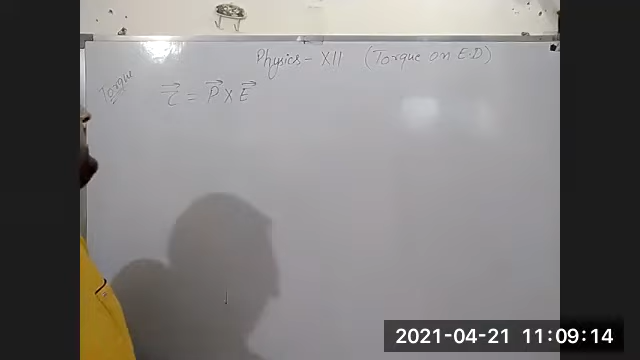 Physics - XII (Torque on E.D)
Torque
τ⃗ = P⃗ × E⃗
2021-04-21 11:09:14